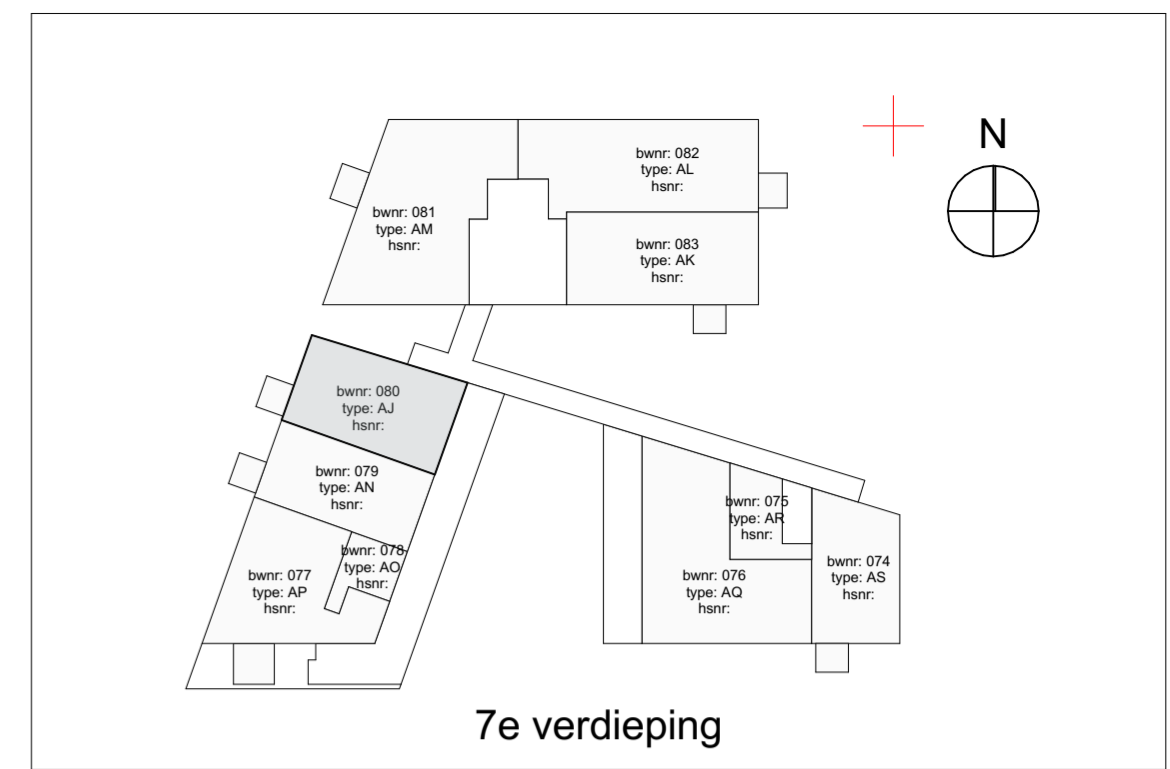 N
bwnr: 082
type: AL
hsnr:
bwnr: 081
type: AM
hsnr:
bwnr: 083
type: AK
hsnr:
bwnr: 080
type: AJ
hsnr:
bwnr: 079
type: AN
hsnr:
bwnr: 075
type: AR
hsnr:
bwnr: 078
type: AO
hsnr:
bwnr: 077
type: AP
hsnr:
bwnr: 076
type: AQ
hsnr:
bwnr: 074
type: AS
hsnr:
7e verdieping